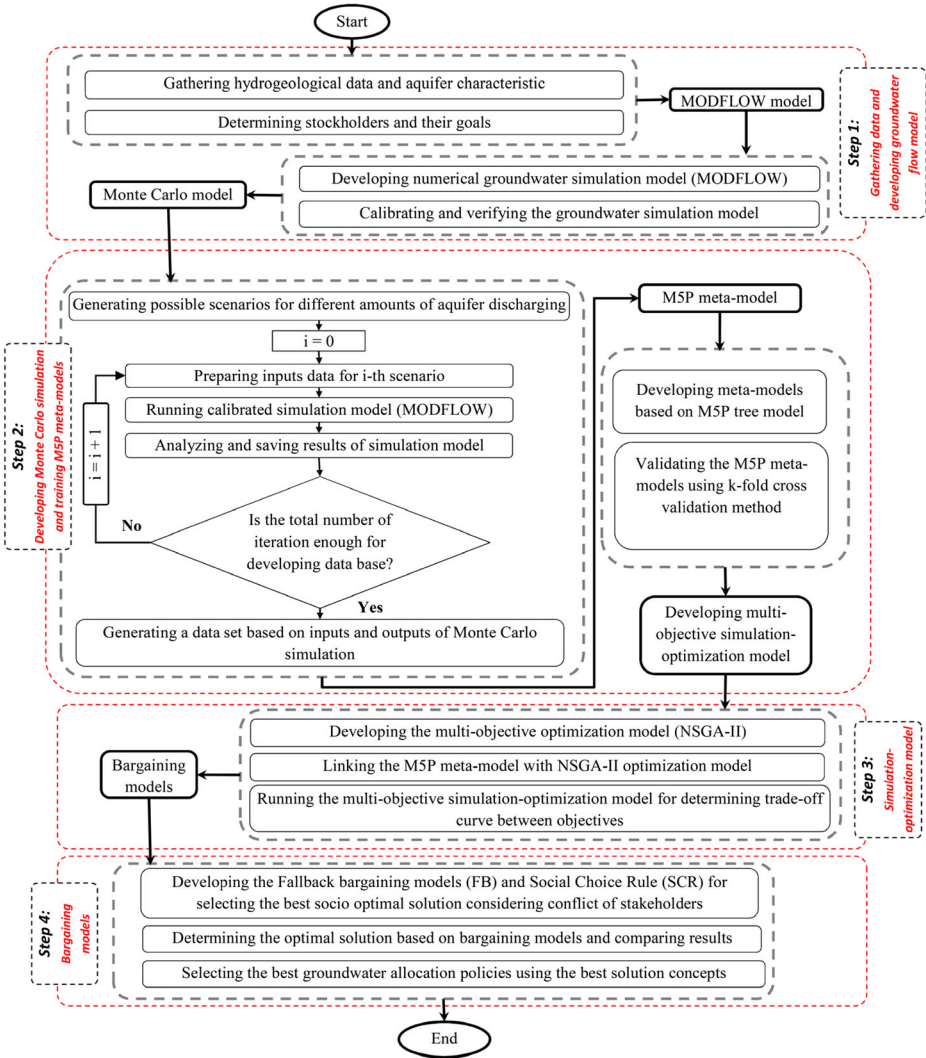 Start
Gathering hydrogeological data and aquifer characteristic
Determining stockholders and their goals
MODFLOW model
Step 1:
Gathering data and
developing groundwater
flow model
Developing numerical groundwater simulation model (MODFLOW)
Calibrating and verifying the groundwater simulation model
Monte Carlo model
Step 2:
Developing Monte Carlo simulation
and training M5P meta-models
Generating possible scenarios for different amounts of aquifer discharging
i = 0
Preparing inputs data for i-th scenario
Running calibrated simulation model (MODFLOW)
Analyzing and saving results of simulation model
i = i + 1
No
Is the total number of
iteration enough for
developing data base?
Yes
Generating a data set based on inputs and outputs of Monte Carlo
simulation
M5P meta-model
Developing meta-models
based on M5P tree model
Validating the M5P meta-
models using k-fold cross
validation method
Developing multi-
objective simulation-
optimization model
Step 3:
Simulation-
optimization model
Developing the multi-objective optimization model (NSGA-II)
Linking the M5P meta-model with NSGA-II optimization model
Running the multi-objective simulation-optimization model for determining trade-off
curve between objectives
Bargaining
models
Step 4:
Bargaining
models
Developing the Fallback bargaining models (FB) and Social Choice Rule (SCR) for
selecting the best socio optimal solution considering conflict of stakeholders
Determining the optimal solution based on bargaining models and comparing results
Selecting the best groundwater allocation policies using the best solution concepts
End